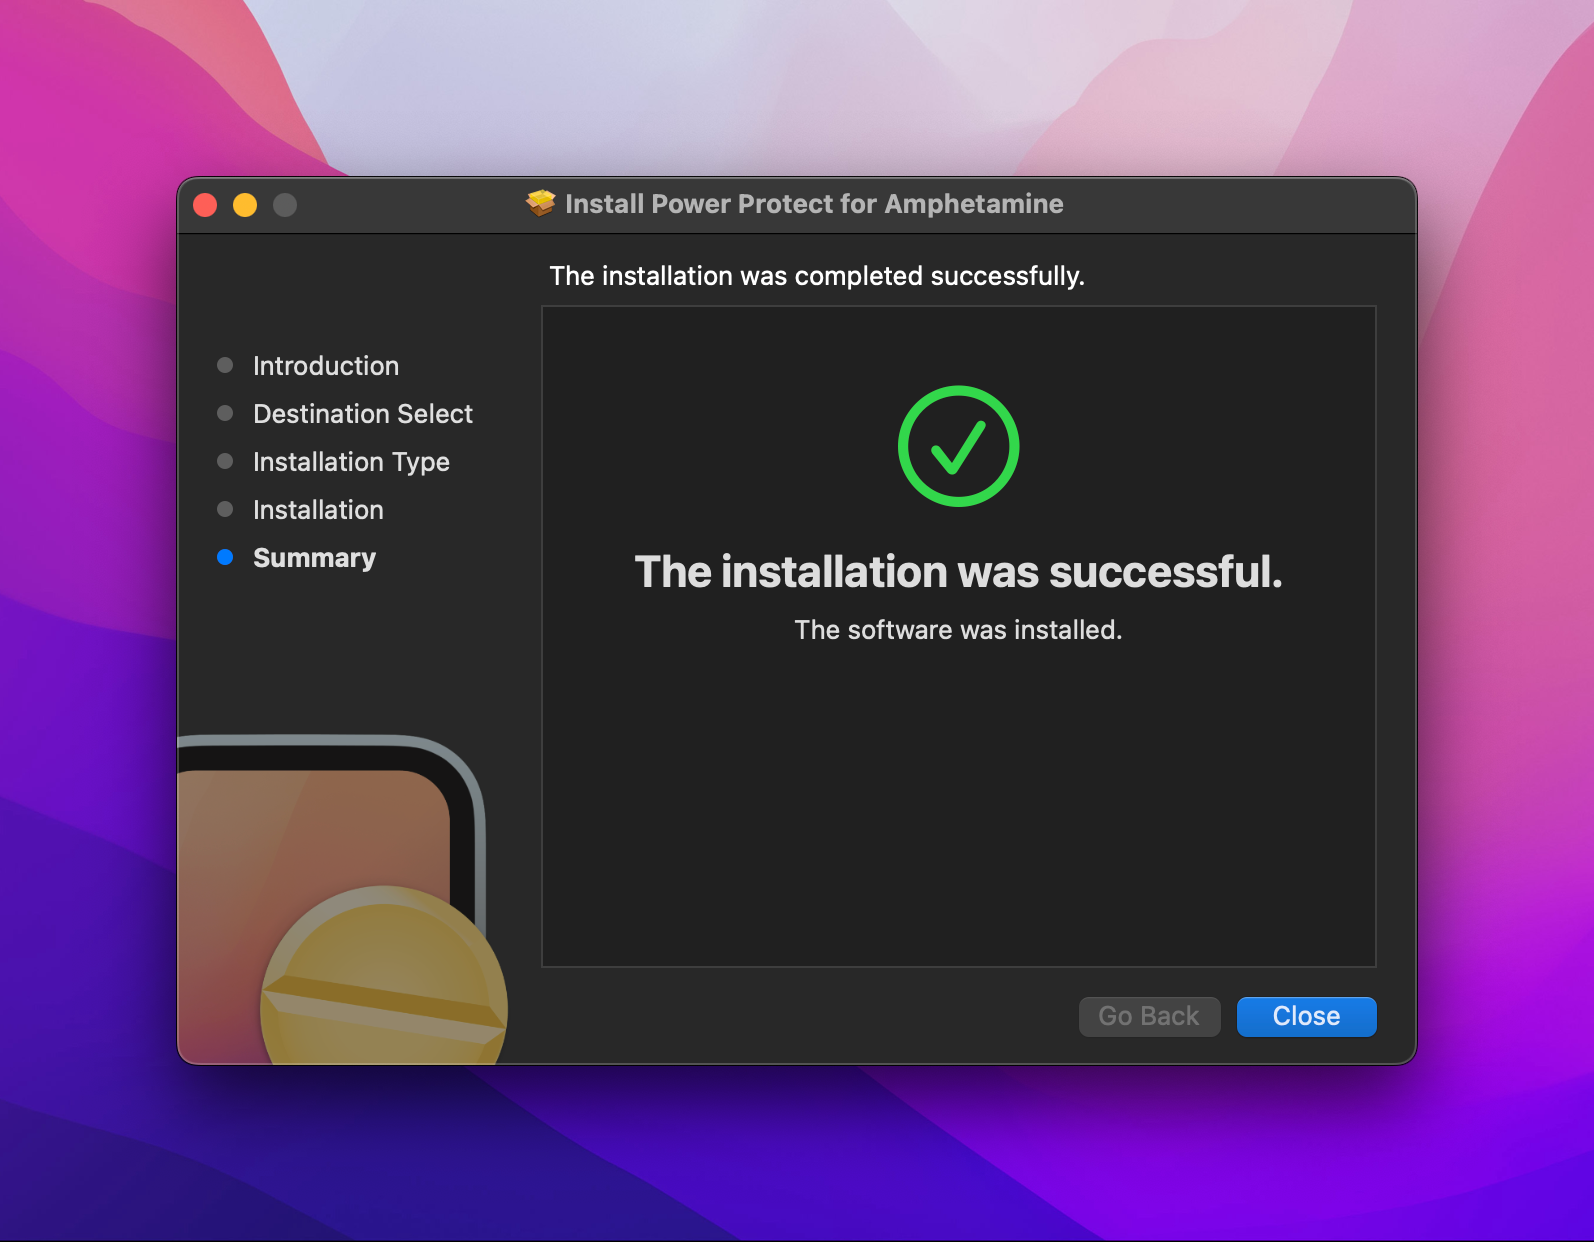 Install Power Protect for Amphetamine
The installation was completed successfully.
Introduction
Destination Select
Installation Type
Installation
Summary
The installation was successful.
The software was installed.
Go Back
Close